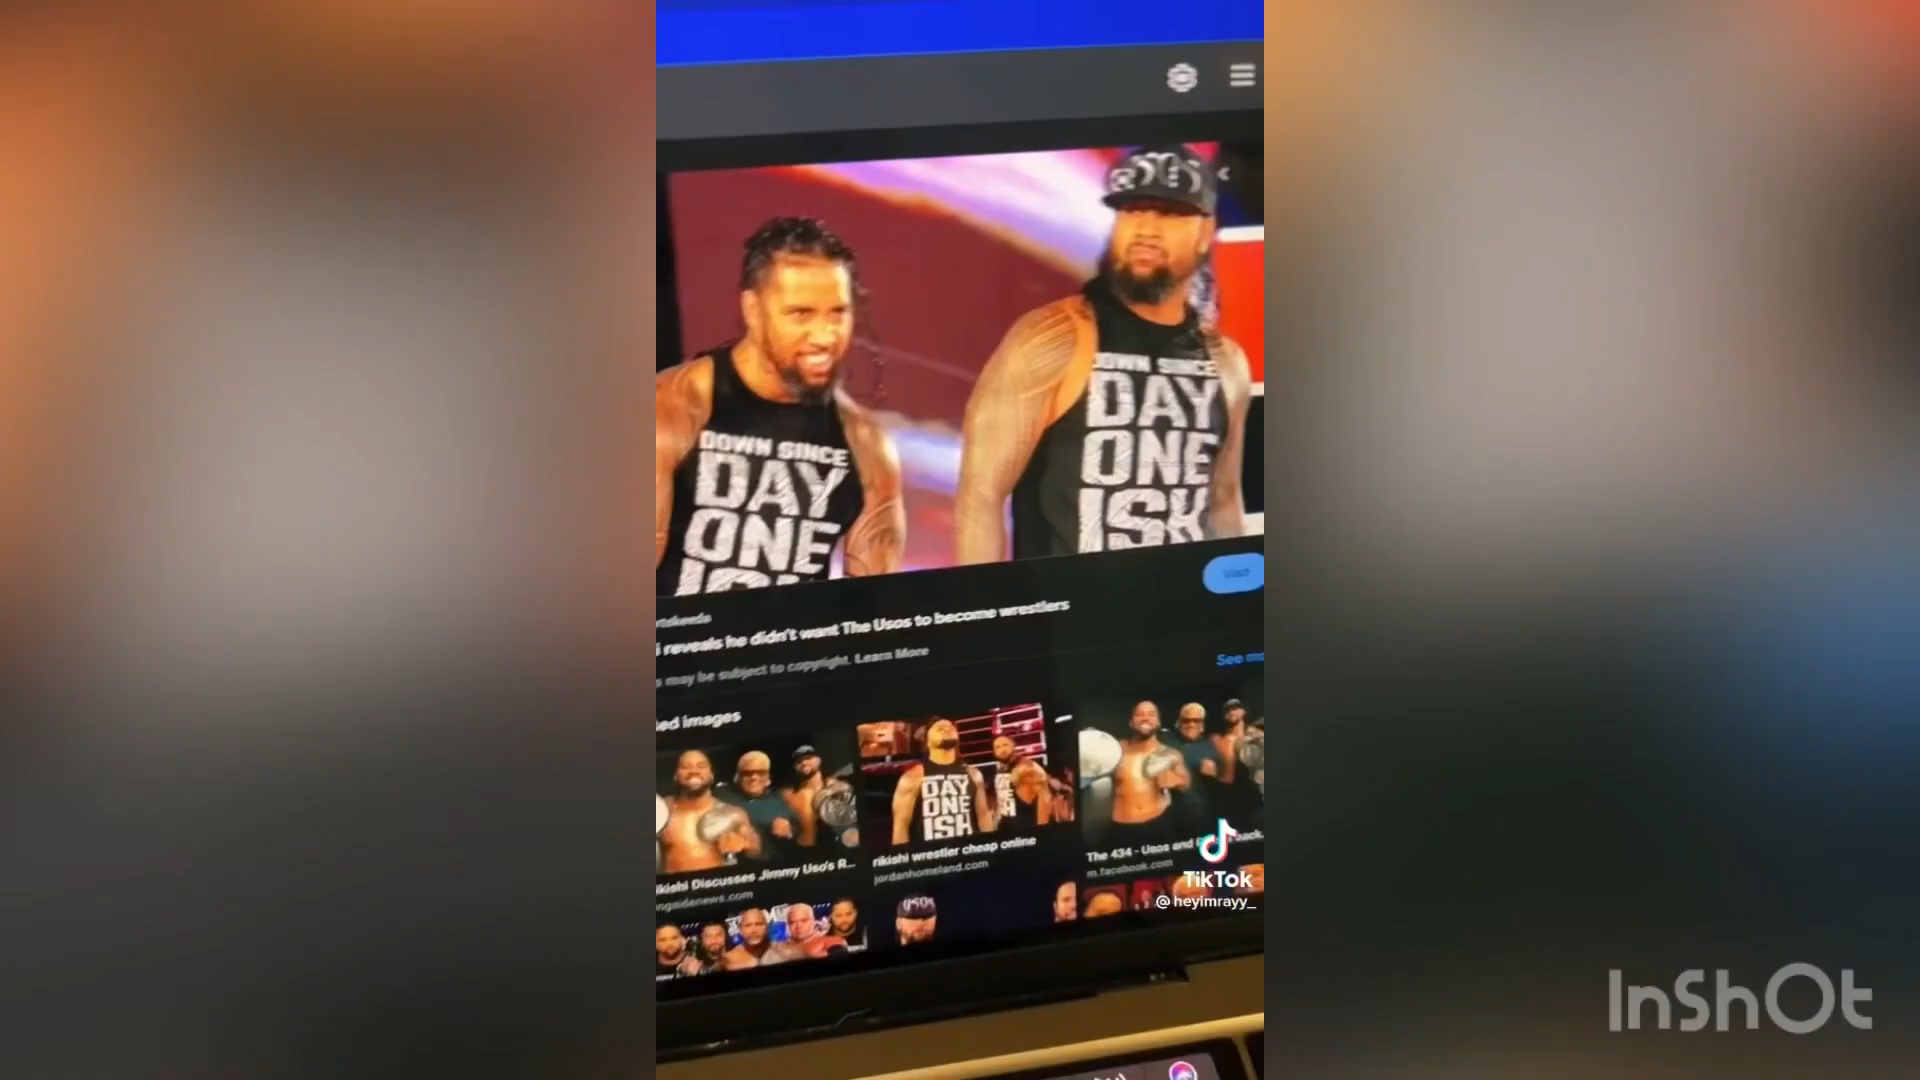 DOWN SINCE
DAY
ONE
DOWN SINCE
DAY
ONE
ISH
Visit
reveals he didn't want The Usos to become wrestlers
may be subject to copyright. Learn More
See
images
DAY
ONE
ISH
Discusses Jimmy Uso's R...
rikishi wrestler cheap online
jordanhomeland.com
The 434 - Usos and
m.facebook.com
USOS
TikTok
@heyimrayy_
InShOt